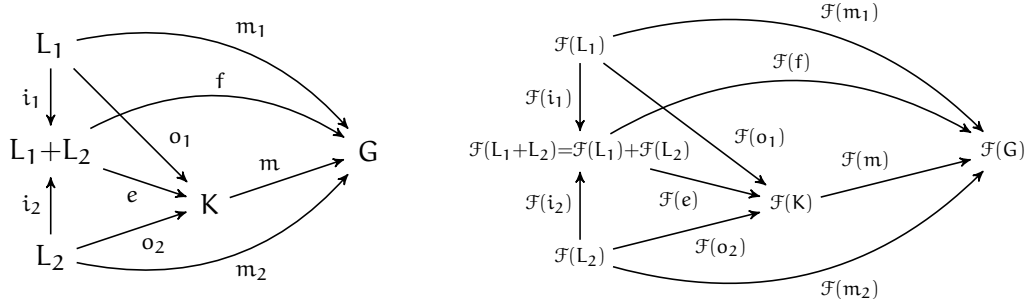 L₁ m₁
f
i₁
L₁+L₂ o₁ G
m
e
i₂ K
o₂
L₂ m₂
ℱ(m₁)
ℱ(L₁)
ℱ(f)
ℱ(i₁)
ℱ(o₁)
ℱ(L₁+L₂)=ℱ(L₁)+ℱ(L₂) ℱ(G)
ℱ(m)
ℱ(i₂) ℱ(e) ℱ(K)
ℱ(o₂)
ℱ(L₂)
ℱ(m₂)